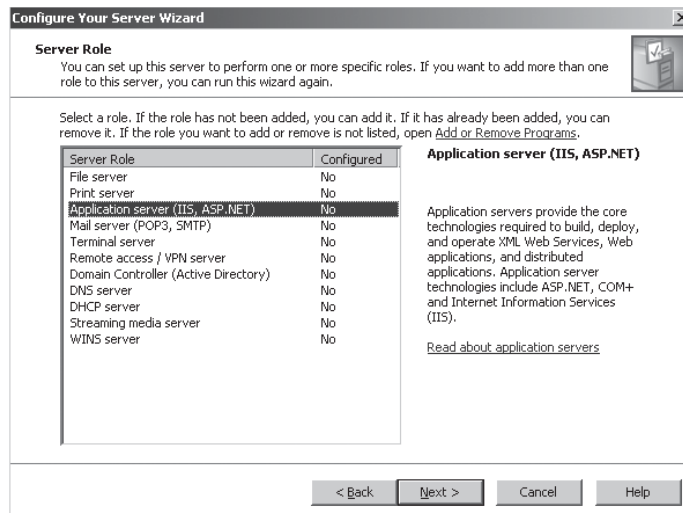 Configure Your Server Wizard
Server Role
You can set up this server to perform one or more specific roles. If you want to add more than one
role to this server, you can run this wizard again.
Select a role. If the role has not been added, you can add it. If it has already been added, you can
remove it. If the role you want to add or remove is not listed, open Add or Remove Programs.
Server Role Configured
File server No
Print server No
Application server (IIS, ASP.NET) No
Mail server (POP3, SMTP) No
Terminal server No
Remote access / VPN server No
Domain Controller (Active Directory) No
DNS server No
DHCP server No
Streaming media server No
WINS server No
Application server (IIS, ASP.NET)
Application servers provide the core
technologies required to build, deploy,
and operate XML Web Services, Web
applications, and distributed
applications. Application server
technologies include ASP.NET, COM+
and Internet Information Services
(IIS).
Read about application servers
< Back Next > Cancel Help